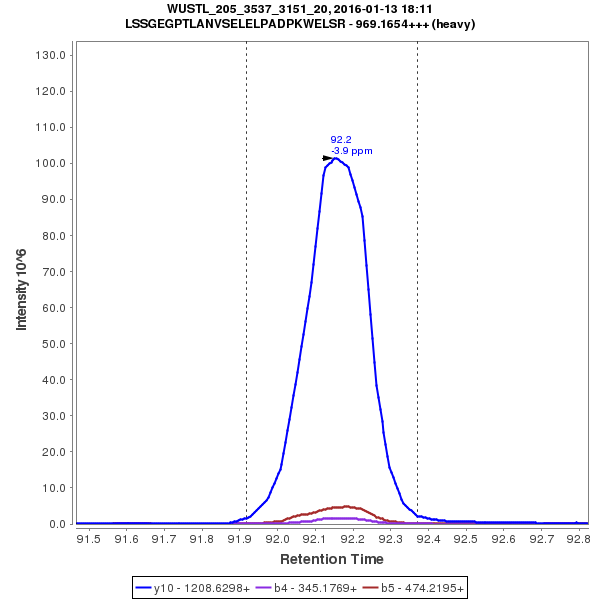 WUSTL_205_3537_3151_20, 2016-01-13 18:11
LSSGEGPTLANVSELELPADPKWELSR - 969.1654+++ (heavy)
130.0
120.0
110.0
100.0
90.0
80.0
70.0
60.0
50.0
40.0
30.0
20.0
10.0
0.0
Intensity 10^6
92.2
-3.9 ppm
91.5 91.6 91.7 91.8 91.9 92.0 92.1 92.2 92.3 92.4 92.5 92.6 92.7 92.8
Retention Time
y10 - 1208.6298+ b4 - 345.1769+ b5 - 474.2195+